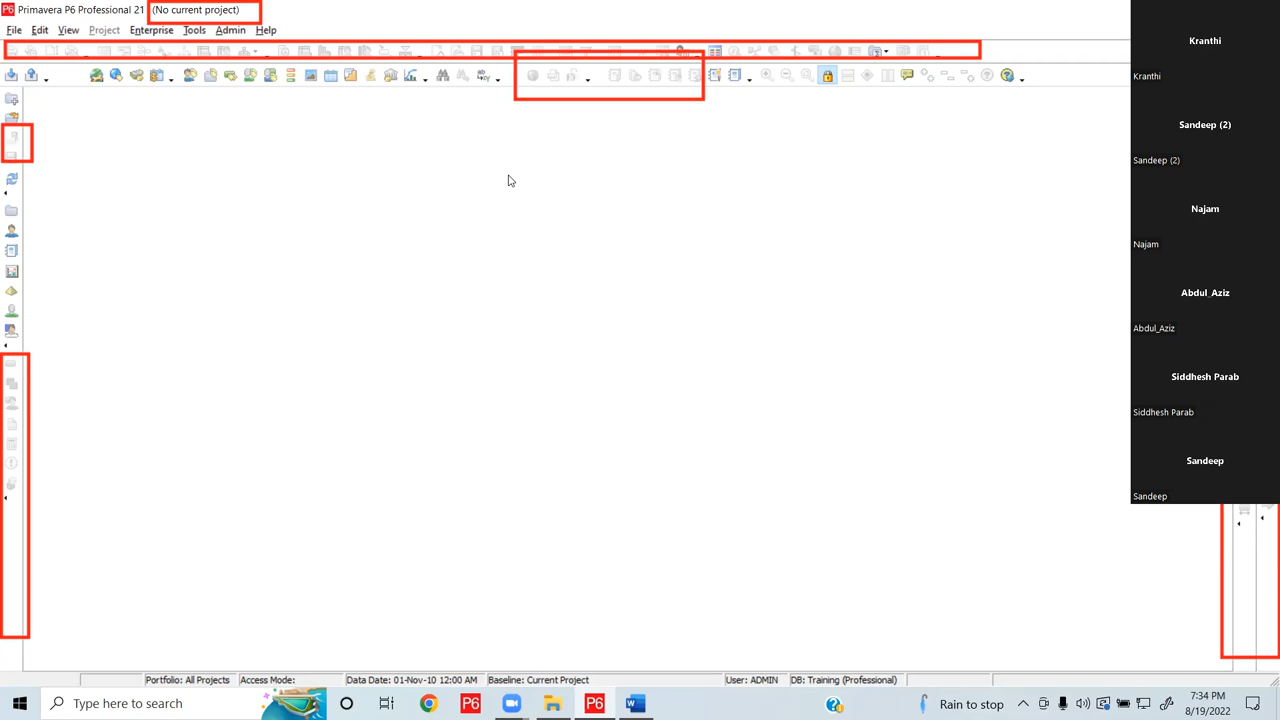 P6 Primavera P6 Professional 21 (No current project)
File Edit View Project Enterprise Tools Admin Help
Kranthi
Kranthi
Sandeep (2)
Sandeep (2)
Najam
Najam
Abdul_Aziz
Abdul_Aziz
Siddhesh Parab
Siddhesh Parab
Sandeep
Sandeep
Portfolio: All Projects Access Mode: Data Date: 01-Nov-10 12:00 AM Baseline: Current Project User: ADMIN DB: Training (Professional)
Type here to search P6 P6 W Rain to stop 7:34 PM
8/19/2022